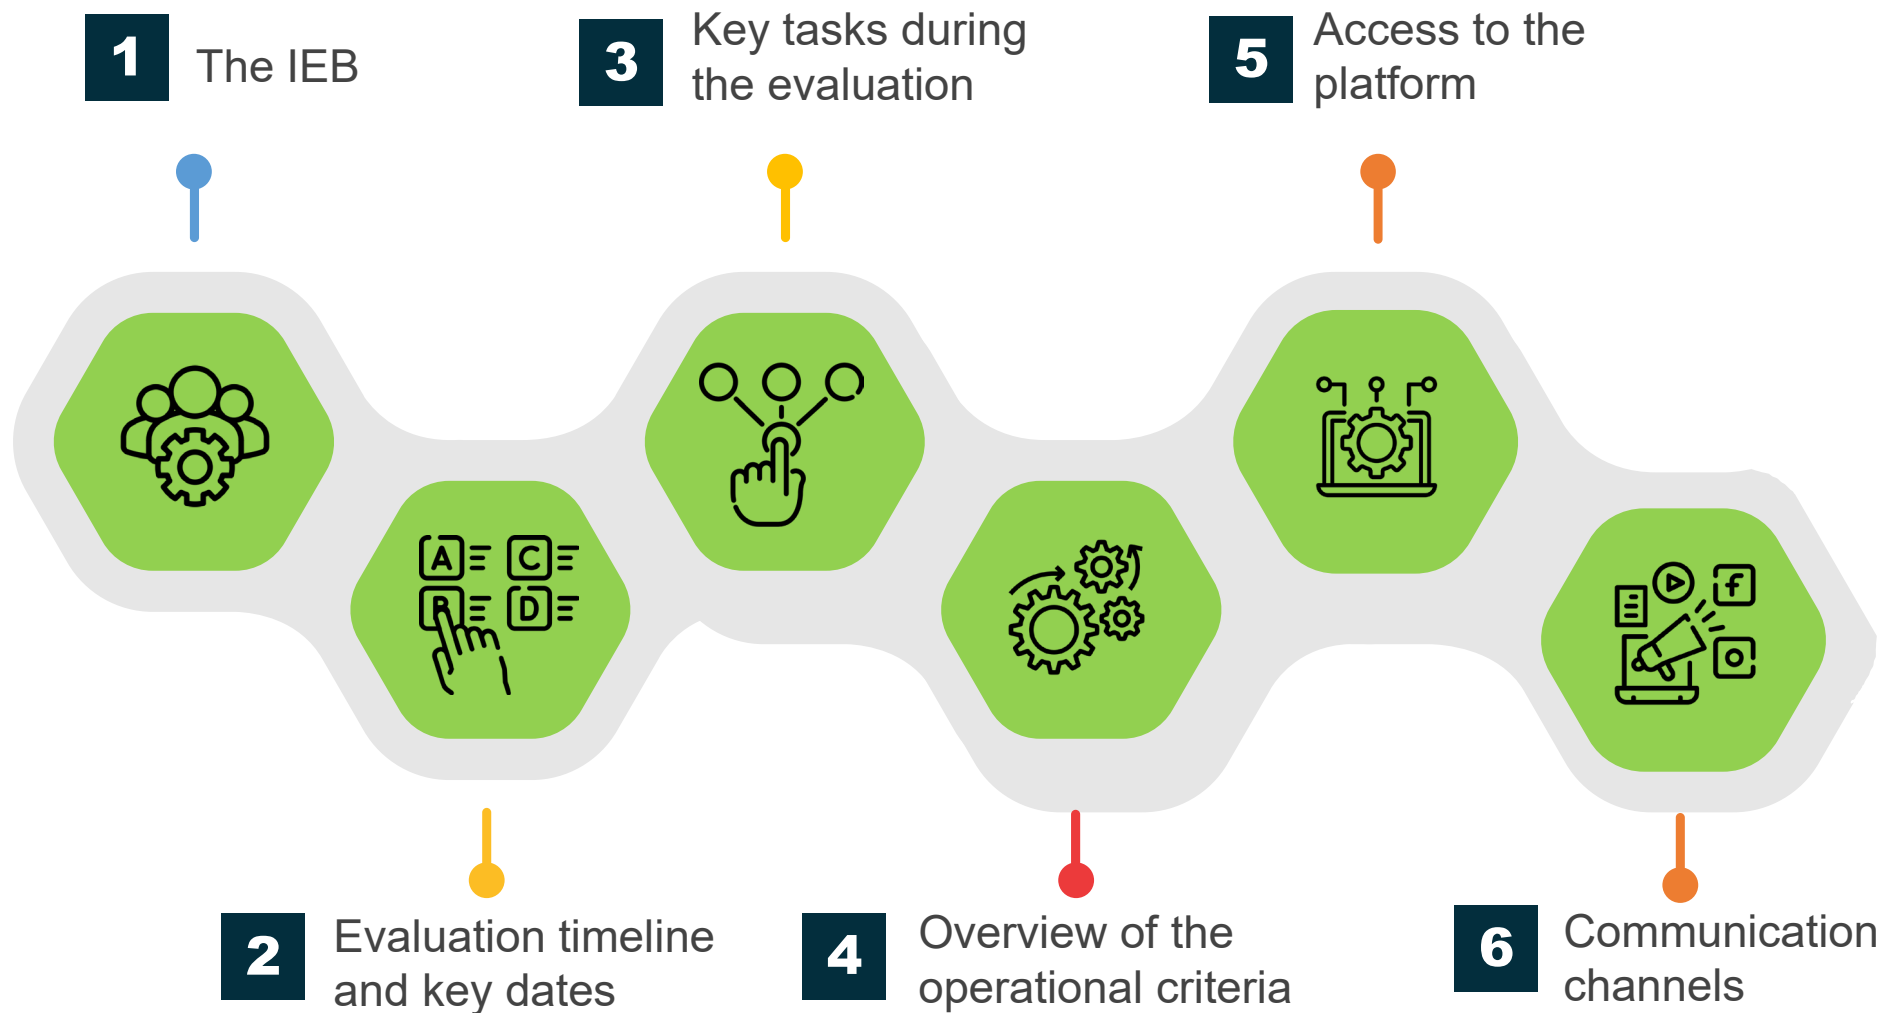 1
The IEB
3
Key tasks during
the evaluation
5
Access to the
platform
A
C
B
D
f
2
Evaluation timeline
and key dates
4
Overview of the
operational criteria
6
Communication
channels